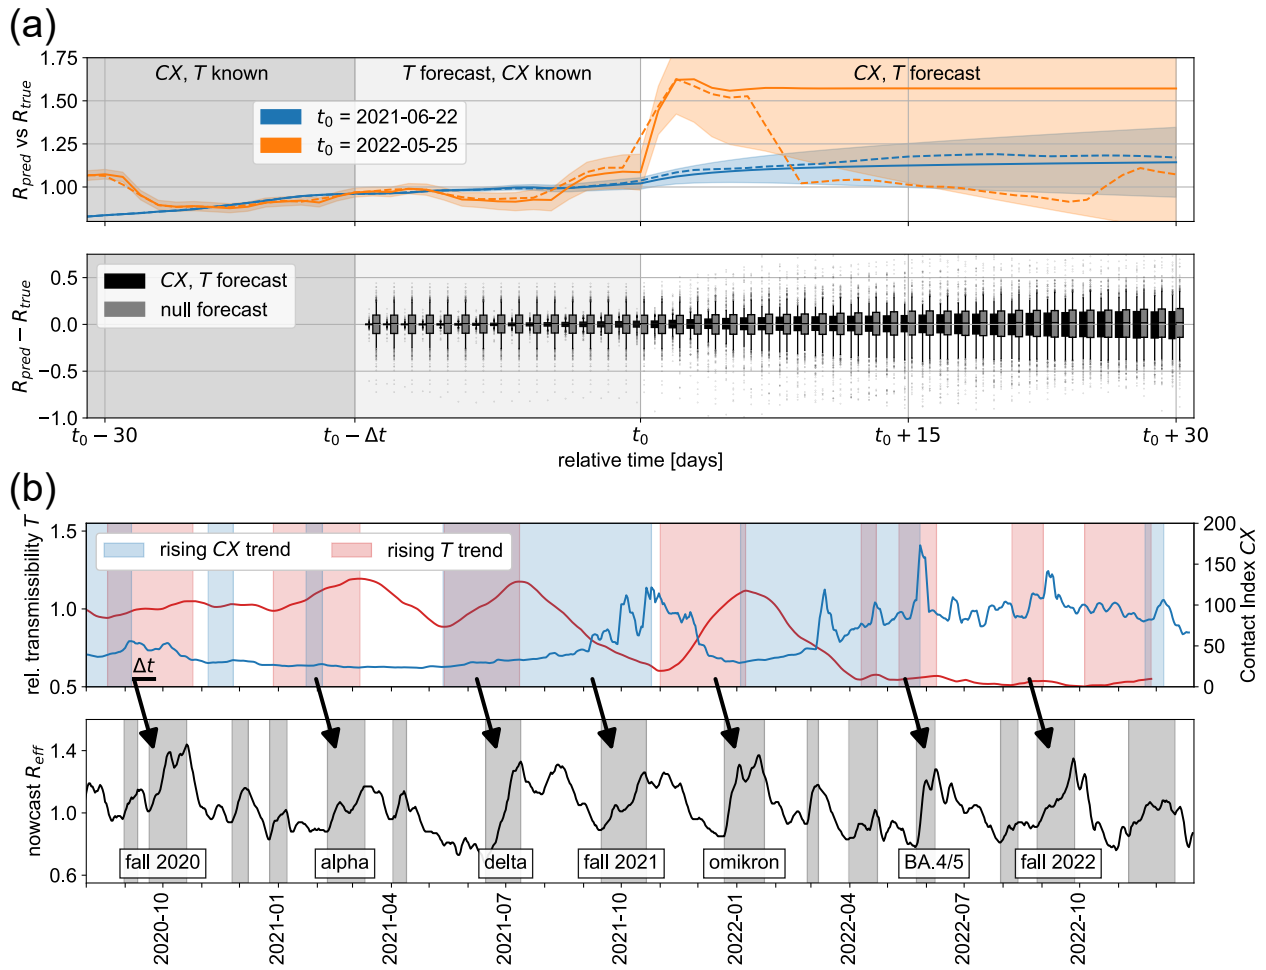 (a)
CX, T known
T forecast, CX known
CX, T forecast
t0 = 2021-06-22
t0 = 2022-05-25
R_pred vs R_true
1.75
1.50
1.25
1.00
CX, T forecast
null forecast
R_pred − R_true
0.5
0.0
−0.5
−1.0
t0 − 30
t0 − Δt
t0
t0 + 15
t0 + 30
relative time [days]
(b)
rising CX trend
rising T trend
rel. transmissibility T
1.5
1.0
0.5
Δt
200
150
100
50
0
Contact Index CX
nowcast R_eff
1.4
1.0
0.6
fall 2020
alpha
delta
fall 2021
omikron
BA.4/5
fall 2022
2020-10
2021-01
2021-04
2021-07
2021-10
2022-01
2022-04
2022-07
2022-10